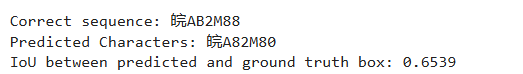 Correct sequence: 皖AB2M88
Predicted Characters: 皖A82M80
IoU between predicted and ground truth box: 0.6539